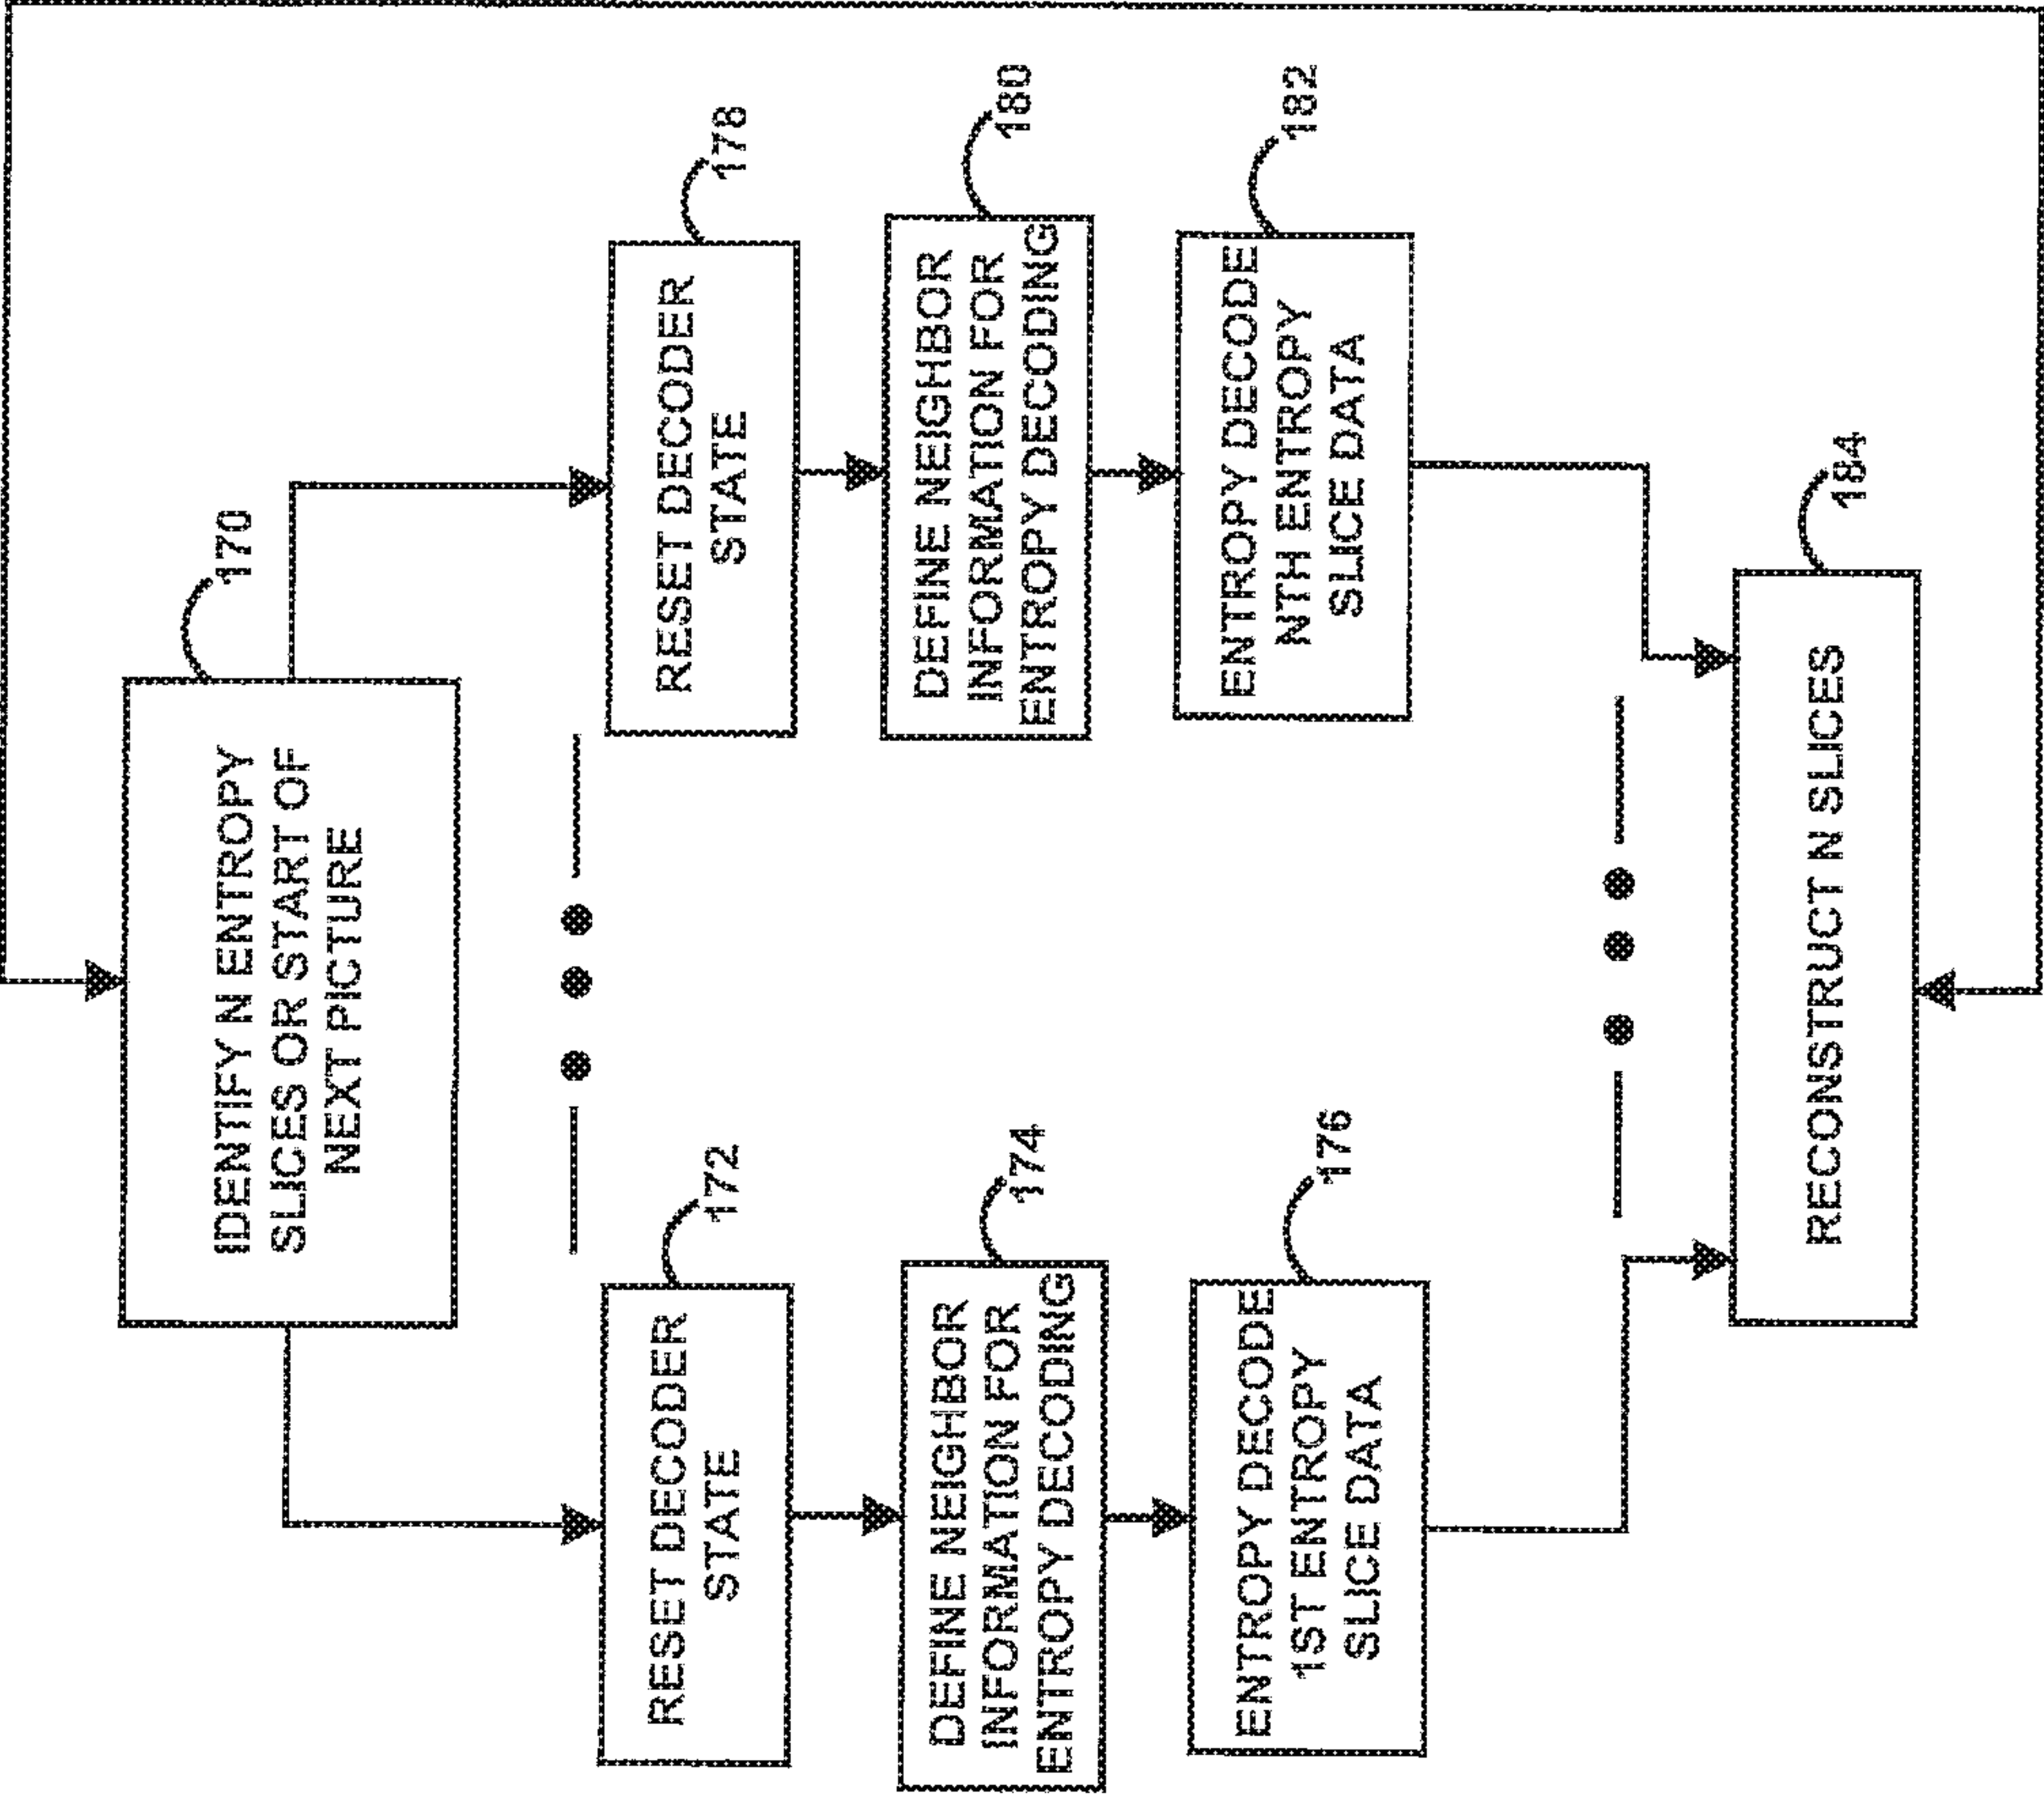 170
IDENTIFY N ENTROPY
SLICES OR START OF
NEXT PICTURE
172
RESET DECODER
STATE
174
DEFINE NEIGHBOR
INFORMATION FOR
ENTROPY DECODING
176
ENTROPY DECODE
1ST ENTROPY
SLICE DATA
178
RESET DECODER
STATE
180
DEFINE NEIGHBOR
INFORMATION FOR
ENTROPY DECODING
182
ENTROPY DECODE
NTH ENTROPY
SLICE DATA
184
RECONSTRUCT N SLICES